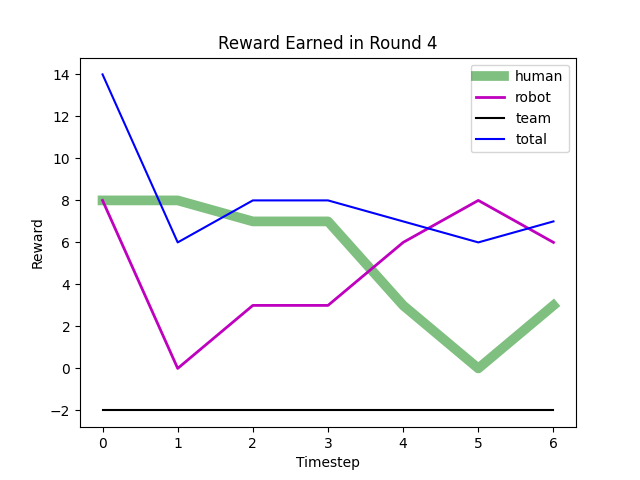 Reward Earned in Round 4
human
robot
team
total
14
12
10
8
6
4
2
0
−2
Reward
0 1 2 3 4 5 6
Timestep